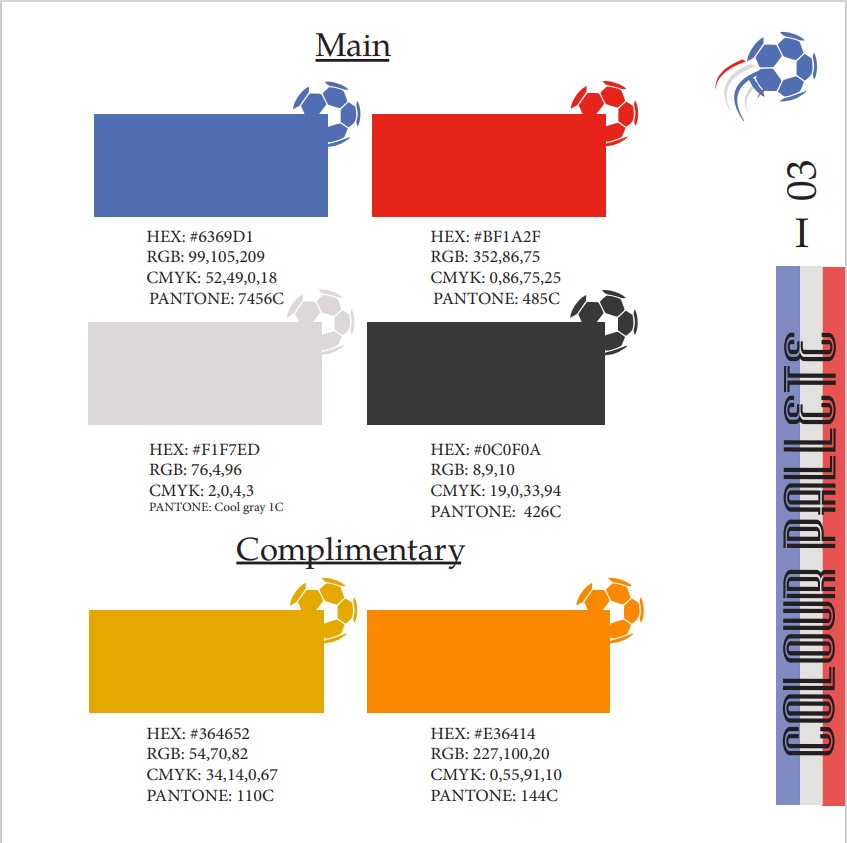 Main
HEX: #6369D1
RGB: 99,105,209
CMYK: 52,49,0,18
PANTONE: 7456C
HEX: #BF1A2F
RGB: 352,86,75
CMYK: 0,86,75,25
PANTONE: 485C
HEX: #F1F7ED
RGB: 76,4,96
CMYK: 2,0,4,3
PANTONE: Cool gray 1C
HEX: #0C0F0A
RGB: 8,9,10
CMYK: 19,0,33,94
PANTONE: 426C
Complimentary
HEX: #364652
RGB: 54,70,82
CMYK: 34,14,0,67
PANTONE: 110C
HEX: #E36414
RGB: 227,100,20
CMYK: 0,55,91,10
PANTONE: 144C
COLOUR PALLETE I 03